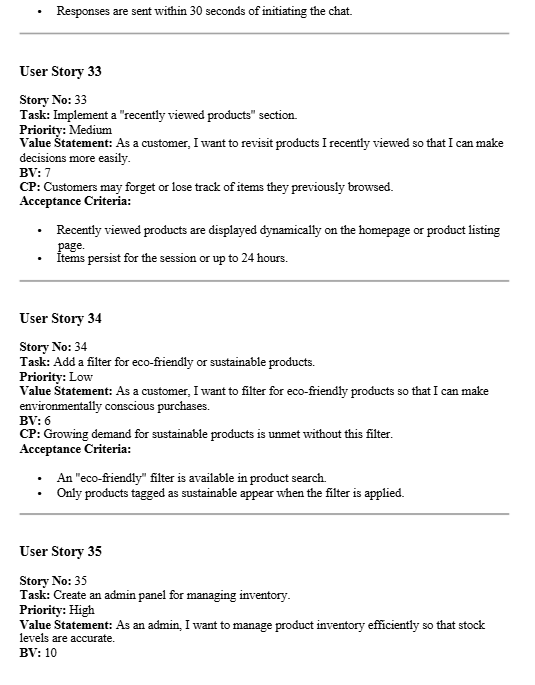 • Responses are sent within 30 seconds of initiating the chat.
User Story 33
Story No: 33
Task: Implement a "recently viewed products" section.
Priority: Medium
Value Statement: As a customer, I want to revisit products I recently viewed so that I can make
decisions more easily.
BV: 7
CP: Customers may forget or lose track of items they previously browsed.
Acceptance Criteria:
• Recently viewed products are displayed dynamically on the homepage or product listing
page.
• Items persist for the session or up to 24 hours.
User Story 34
Story No: 34
Task: Add a filter for eco-friendly or sustainable products.
Priority: Low
Value Statement: As a customer, I want to filter for eco-friendly products so that I can make
environmentally conscious purchases.
BV: 6
CP: Growing demand for sustainable products is unmet without this filter.
Acceptance Criteria:
• An "eco-friendly" filter is available in product search.
• Only products tagged as sustainable appear when the filter is applied.
User Story 35
Story No: 35
Task: Create an admin panel for managing inventory.
Priority: High
Value Statement: As an admin, I want to manage product inventory efficiently so that stock
levels are accurate.
BV: 10